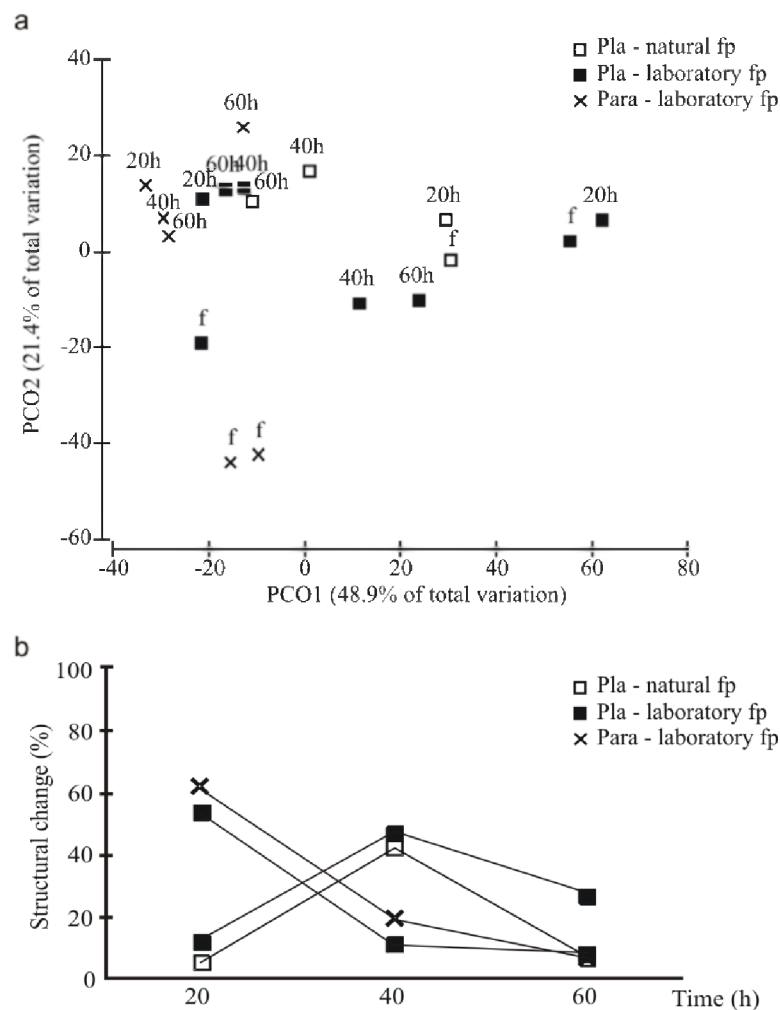 a
40
20
0
-20
-40
-60
PCO2 (21.4% of total variation)
-40
-20
0
20
40
60
80
PCO1 (48.9% of total variation)
Pla - natural fp
Pla - laboratory fp
Para - laboratory fp
60h
40h
20h
60h
40h
20h
60h
40h
60h
20h
f
f
20h
40h
60h
f
f
f
b
100
80
60
40
20
0
Structural change (%)
20
40
60
Time (h)
Pla - natural fp
Pla - laboratory fp
Para - laboratory fp